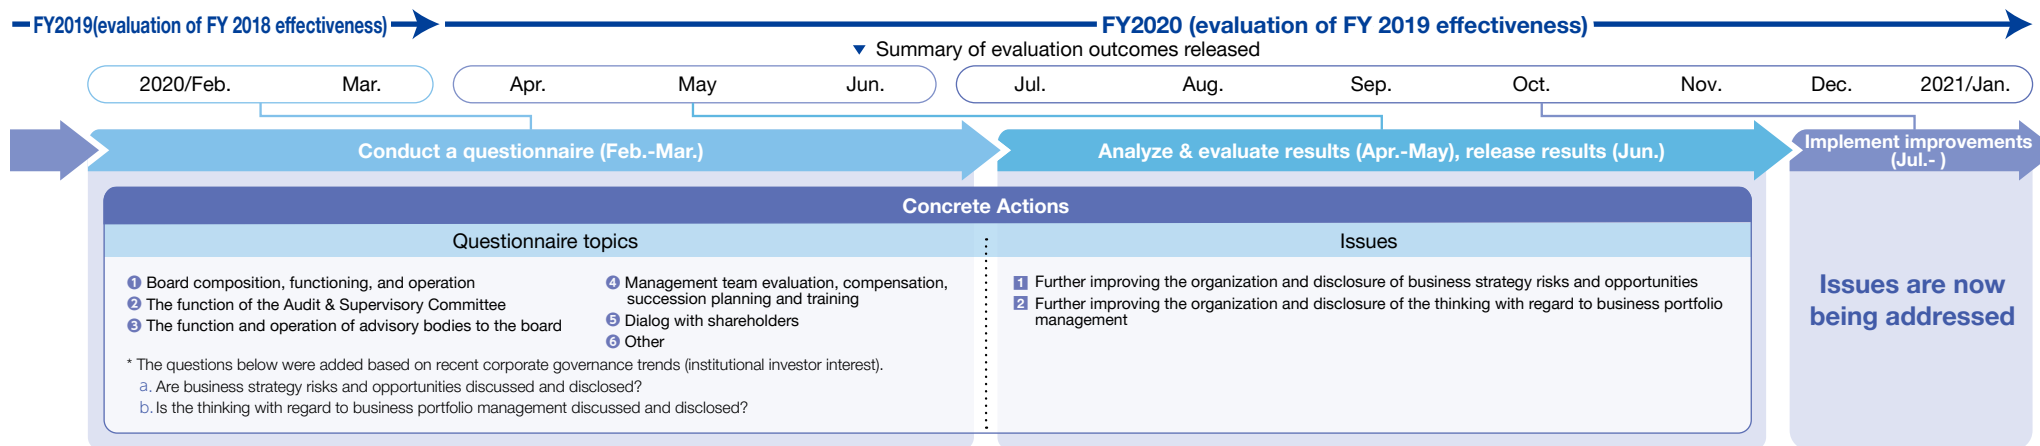 FY2019(evaluation of FY 2018 effectiveness)
FY2020 (evaluation of FY 2019 effectiveness)
▼ Summary of evaluation outcomes released
2020/Feb. Mar. Apr. May Jun. Jul. Aug. Sep. Oct. Nov. Dec. 2021/Jan.
Conduct a questionnaire (Feb.-Mar.)
Analyze & evaluate results (Apr.-May), release results (Jun.)
Implement improvements
(Jul.- )
Concrete Actions
Questionnaire topics
❶ Board composition, functioning, and operation
❷ The function of the Audit & Supervisory Committee
❸ The function and operation of advisory bodies to the board
❹ Management team evaluation, compensation,
succession planning and training
❺ Dialog with shareholders
❻ Other
* The questions below were added based on recent corporate governance trends (institutional investor interest).
a. Are business strategy risks and opportunities discussed and disclosed?
b. Is the thinking with regard to business portfolio management discussed and disclosed?
Issues
1 Further improving the organization and disclosure of business strategy risks and opportunities
2 Further improving the organization and disclosure of the thinking with regard to business portfolio
management
Issues are now
being addressed